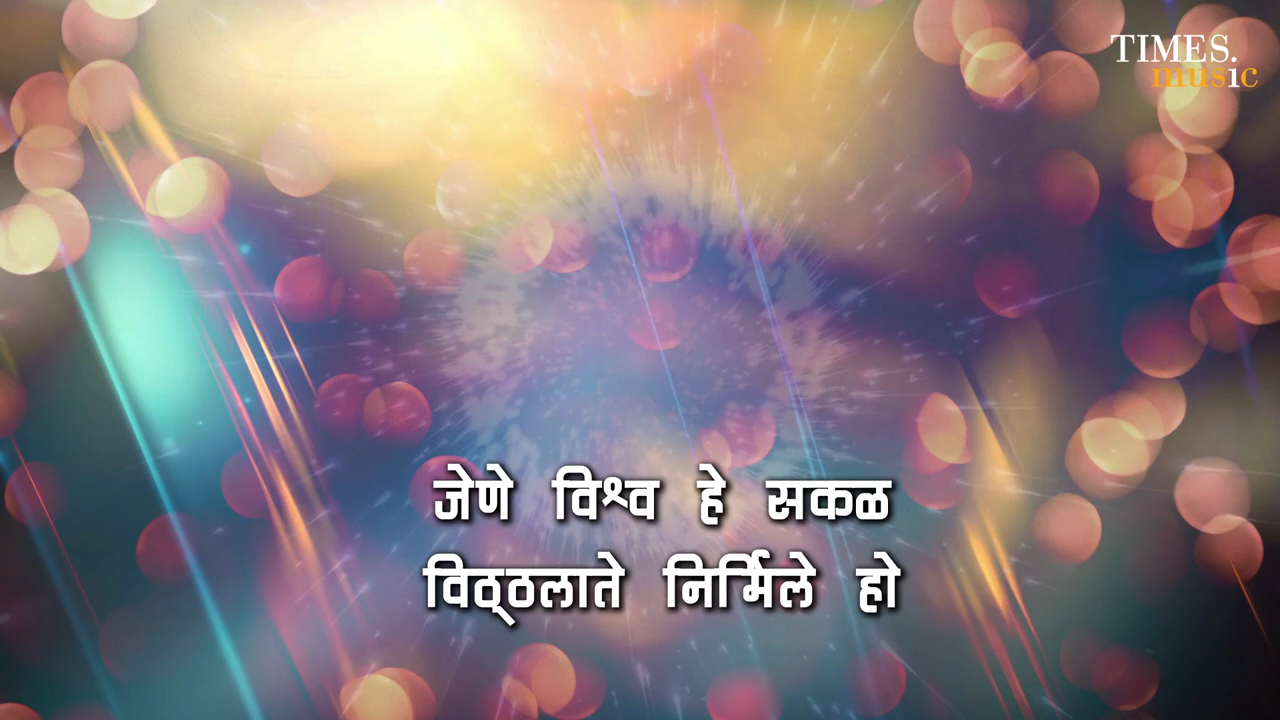 TIMES.
music
जेणे विश्व हे सकळ
विठ्ठलाते निर्मिले हो